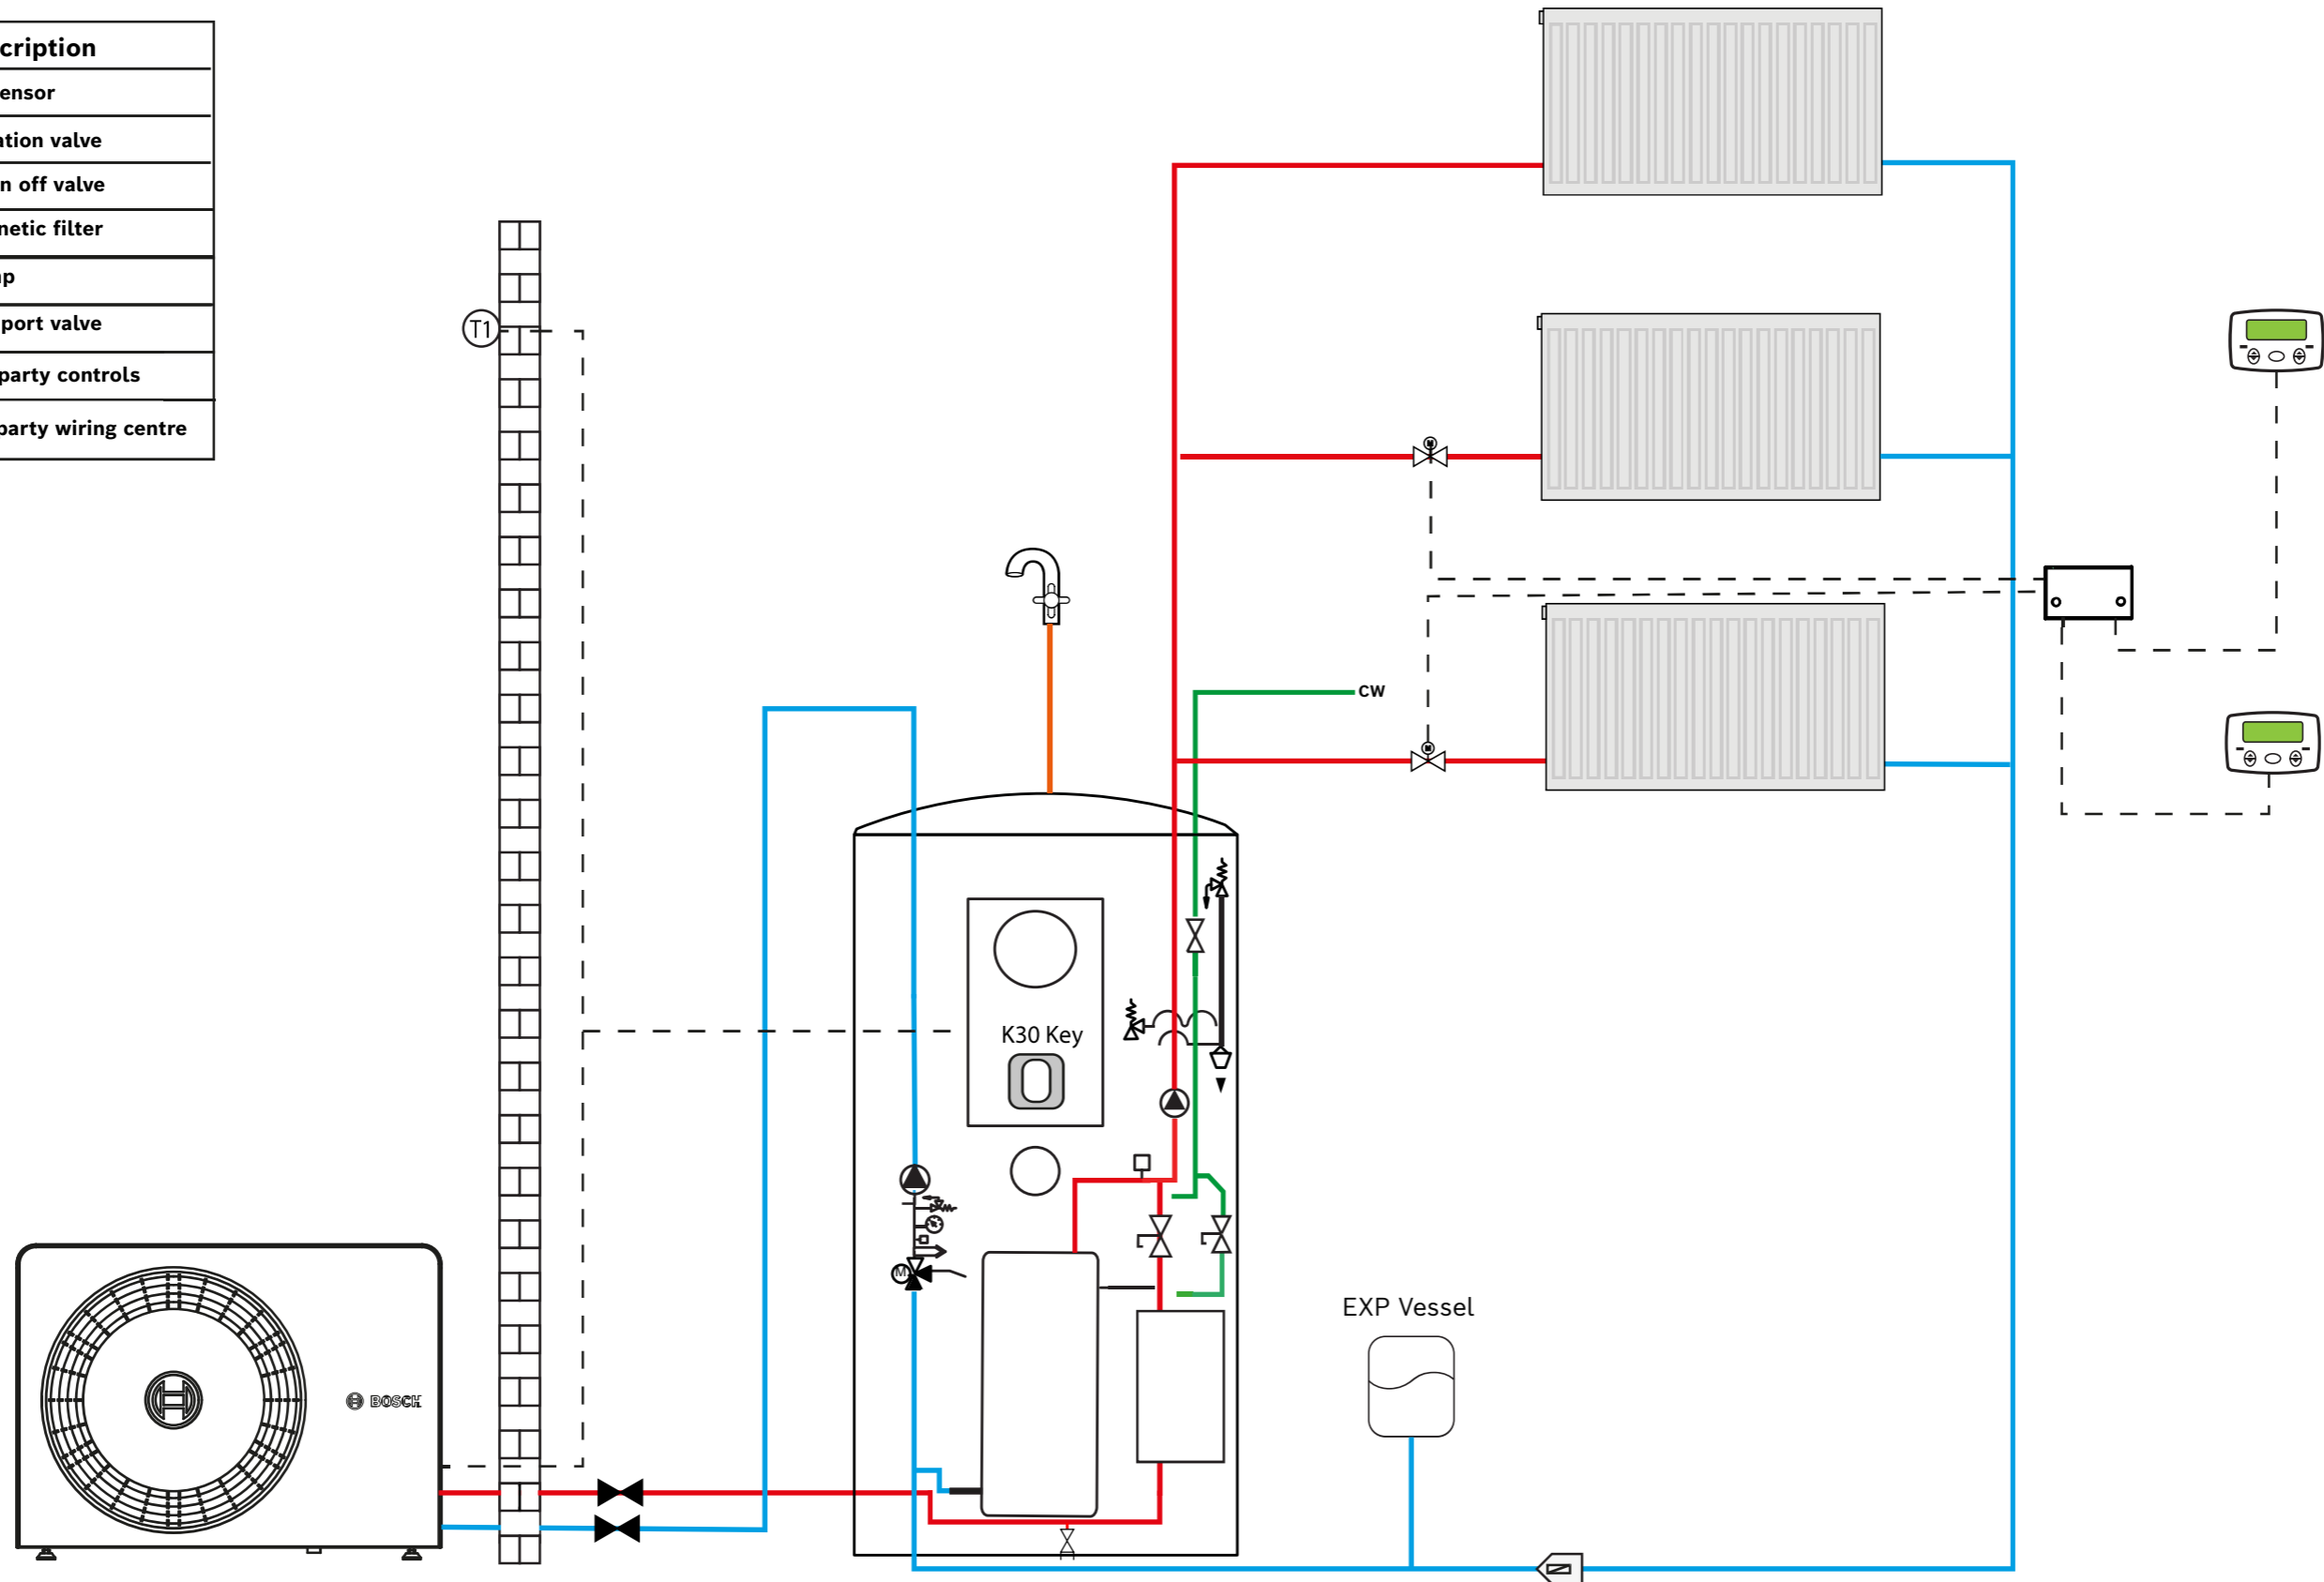 cription
ensor
ation valve
n off valve
netic filter
p
port valve
party controls
party wiring centre
T1
CW
K30 Key
M
EXP Vessel
BOSCH